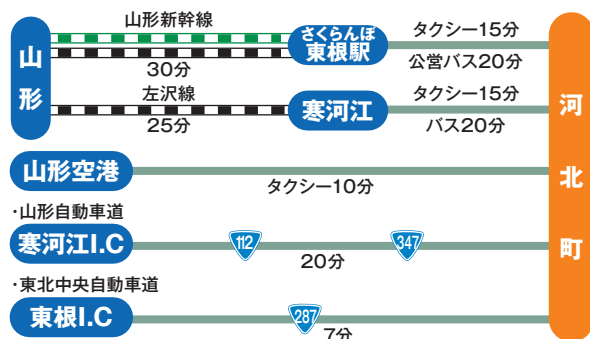 山形
山形新幹線
30分
さくらんぼ
東根駅
タクシー15分
公営バス20分
左沢線
25分
寒河江
タクシー15分
バス20分
山形空港
タクシー10分
・山形自動車道
寒河江I.C
112
347
20分
・東北中央自動車道
東根I.C
287
7分
河北町